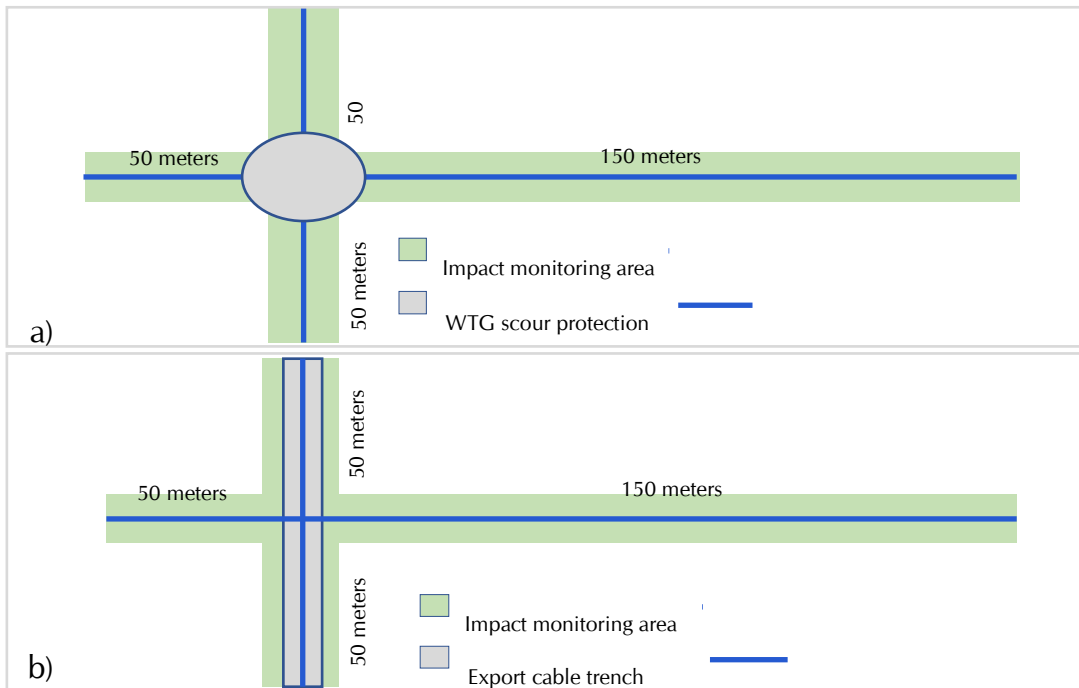 50
50 meters
150 meters
50 meters
Impact monitoring area
WTG scour protection
a)
50 meters
50 meters
150 meters
50 meters
Impact monitoring area
Export cable trench
b)